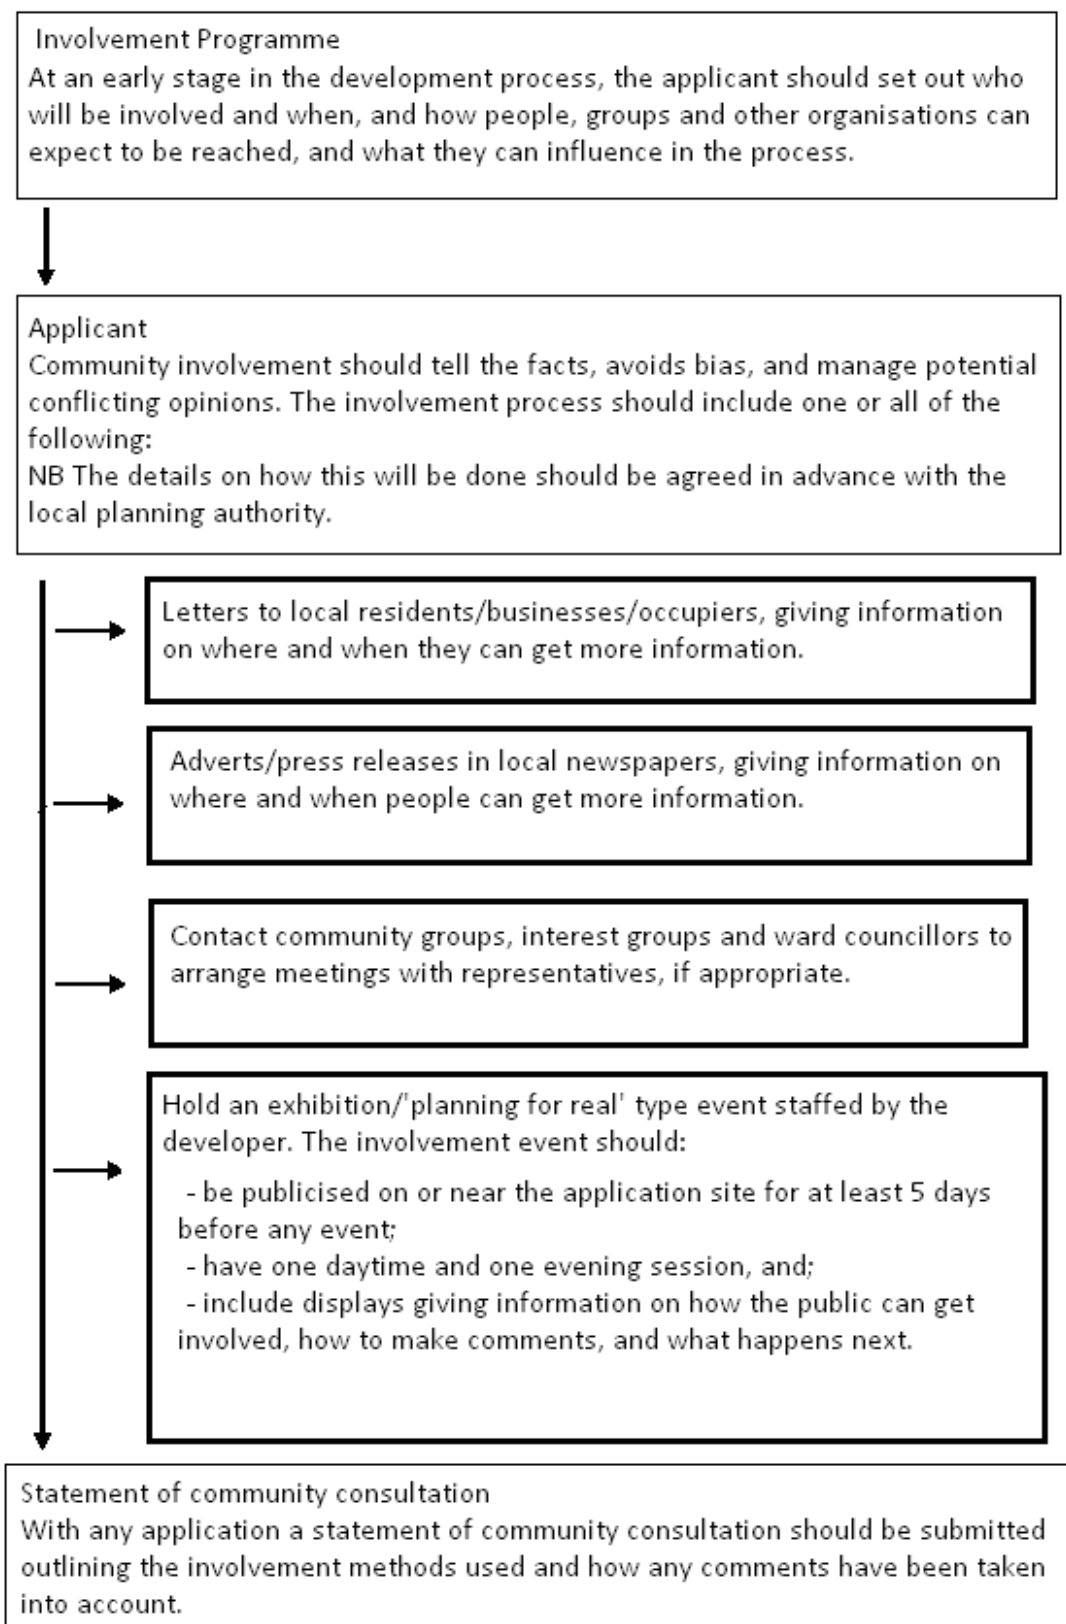 Involvement Programme
At an early stage in the development process, the applicant should set out who
will be involved and when, and how people, groups and other organisations can
expect to be reached, and what they can influence in the process.
Applicant
Community involvement should tell the facts, avoids bias, and manage potential
conflicting opinions. The involvement process should include one or all of the
following:
NB The details on how this will be done should be agreed in advance with the
local planning authority.
Letters to local residents/businesses/occupiers, giving information
on where and when they can get more information.
Adverts/press releases in local newspapers, giving information on
where and when people can get more information.
Contact community groups, interest groups and ward councillors to
arrange meetings with representatives, if appropriate.
Hold an exhibition/'planning for real' type event staffed by the
developer. The involvement event should:
- be publicised on or near the application site for at least 5 days
before any event;
- have one daytime and one evening session, and;
- include displays giving information on how the public can get
involved, how to make comments, and what happens next.
Statement of community consultation
With any application a statement of community consultation should be submitted
outlining the involvement methods used and how any comments have been taken
into account.